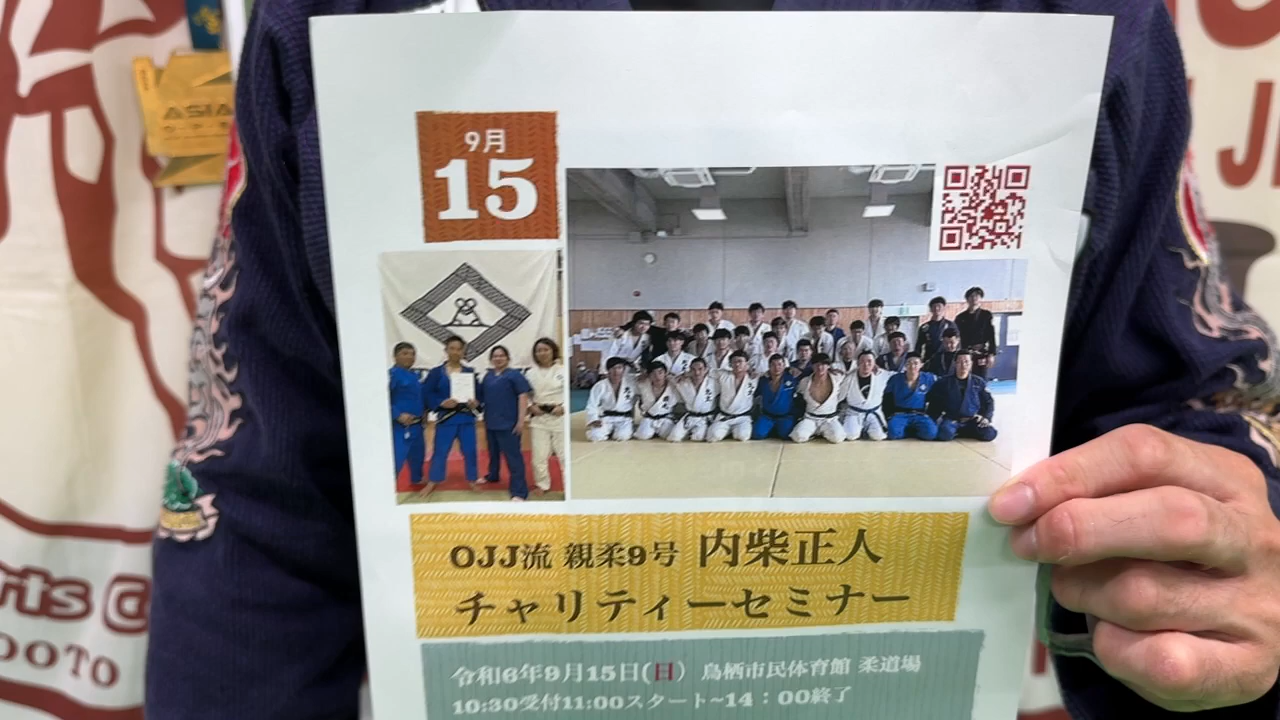 ASIA
9月
15
OJJ流 親柔9号 内柴正人
チャリティーセミナー
令和6年9月15日(日) 鳥栖市民体育館 柔道場
10:30受付11:00スタート~14：00終了
rts
OOTO